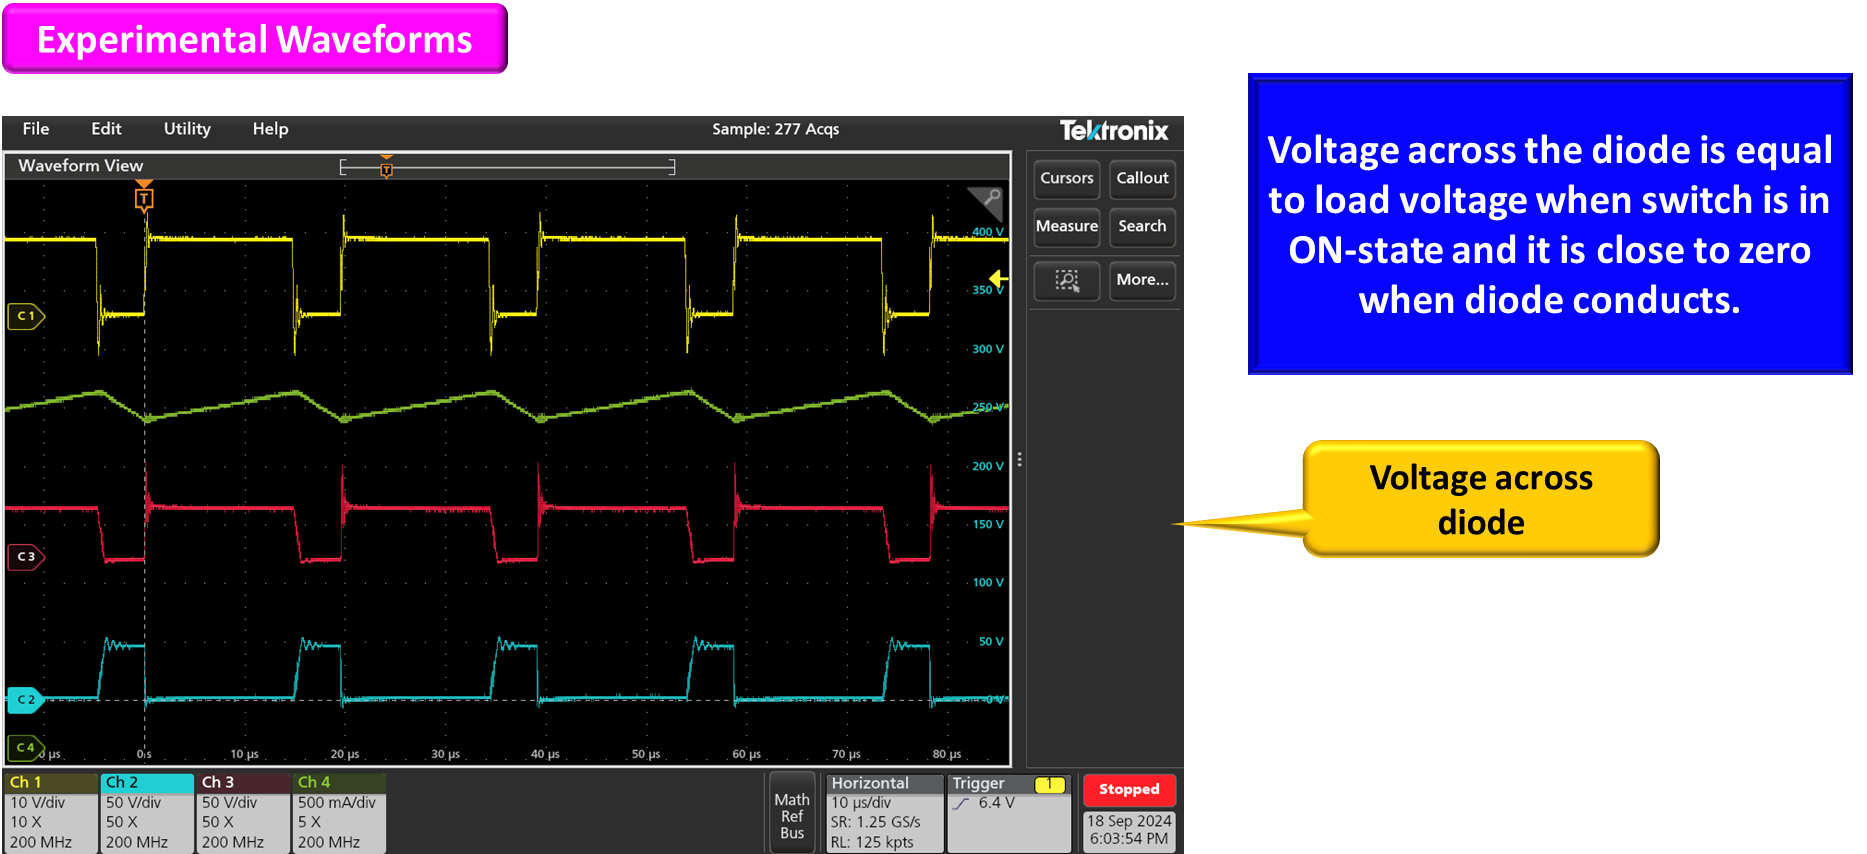 Experimental Waveforms
File Edit Utility Help Sample: 277 Acqs Tektronix
Waveform View
T
T
Cursors Callout
Measure Search
More...
400 V
350 V
300 V
250 V
200 V
150 V
100 V
50 V
0 V
C 1
C 3
C 2
C 4
0 µs 0 s 10 µs 20 µs 30 µs 40 µs 50 µs 60 µs 70 µs 80 µs
Ch 1
10 V/div
10 X
200 MHz
Ch 2
50 V/div
50 X
200 MHz
Ch 3
50 V/div
50 X
200 MHz
Ch 4
500 mA/div
5 X
200 MHz
Math
Ref
Bus
Horizontal
10 µs/div
SR: 1.25 GS/s
RL: 125 kpts
Trigger 1
6.4 V
Stopped
18 Sep 2024
6:03:54 PM
Voltage across the diode is equal
to load voltage when switch is in
ON-state and it is close to zero
when diode conducts.
Voltage across
diode